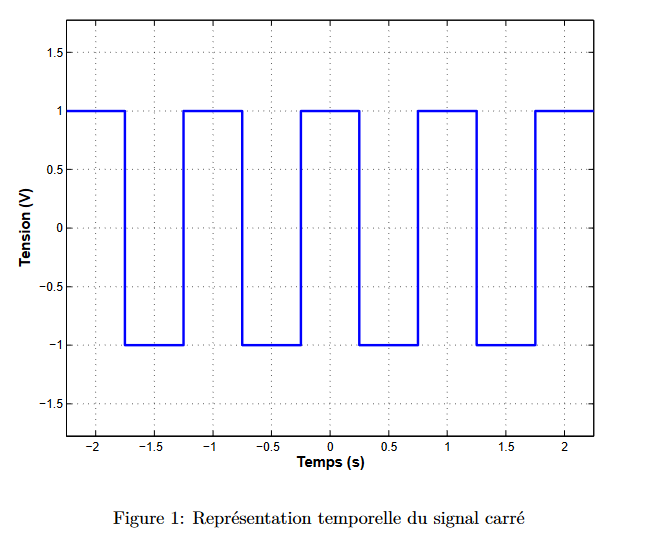 1.5
1
0.5
0
−0.5
−1
−1.5
Tension (V)
−2 −1.5 −1 −0.5 0 0.5 1 1.5 2
Temps (s)
Figure 1: Représentation temporelle du signal carré